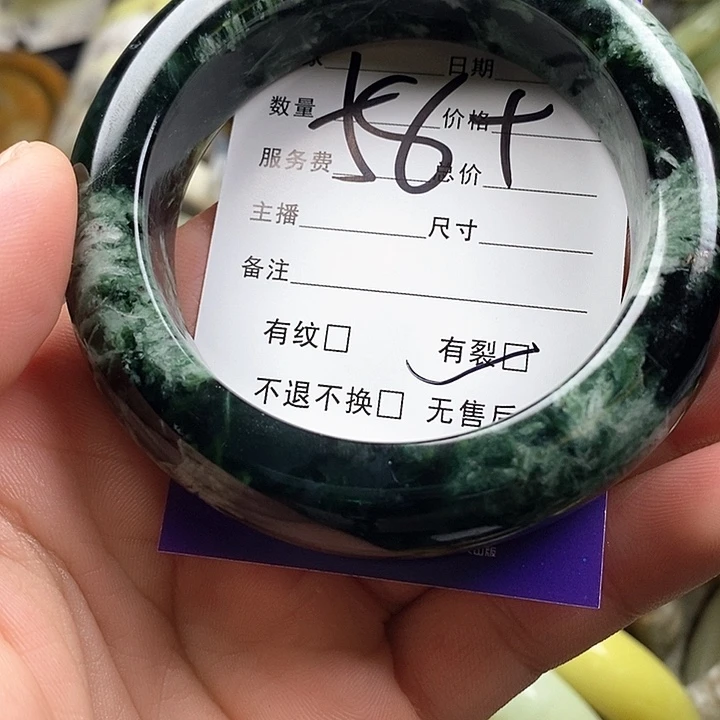 日期
数量 价格
服务费 总价
主播 尺寸
备注
有纹□ 有裂□
不退不换□ 无售后